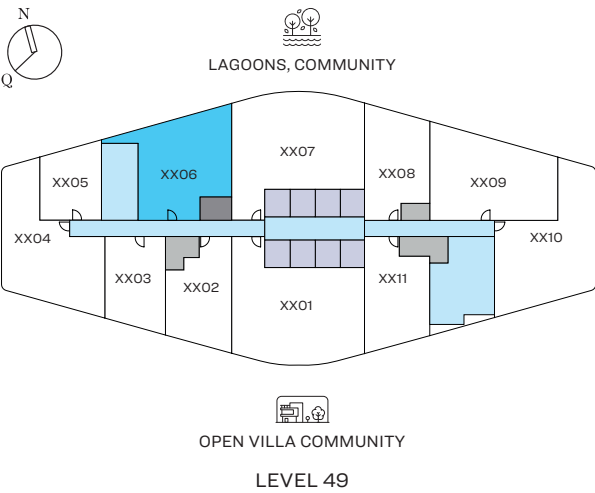 N
Q
LAGOONS, COMMUNITY
XX07
XX05
XX06
XX08
XX09
XX04
XX10
XX03
XX02
XX01
XX11
OPEN VILLA COMMUNITY
LEVEL 49